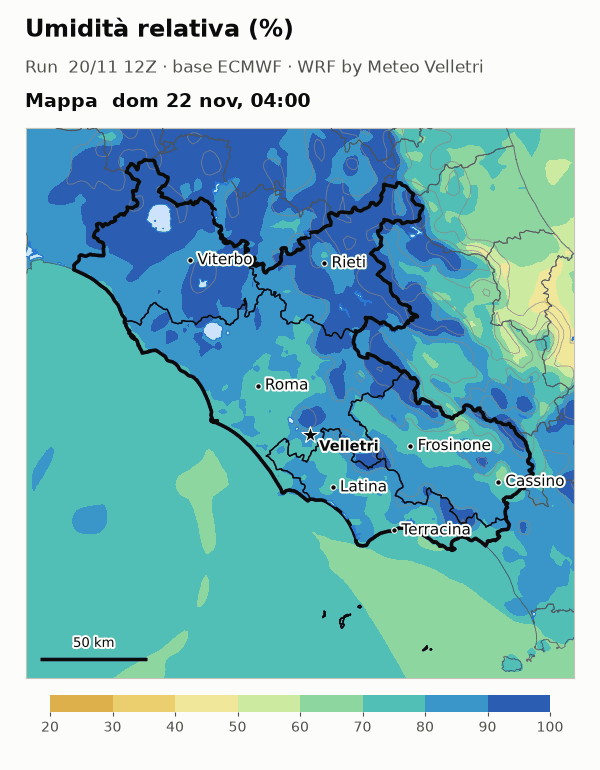 Umidità relativa (%)
Run  20/11 12Z · base ECMWF · WRF by Meteo Velletri
Mappa  dom 22 nov, 04:00
Viterbo
Rieti
Roma
Velletri
Frosinone
Cassino
Latina
Terracina
50 km
20 30 40 50 60 70 80 90 100